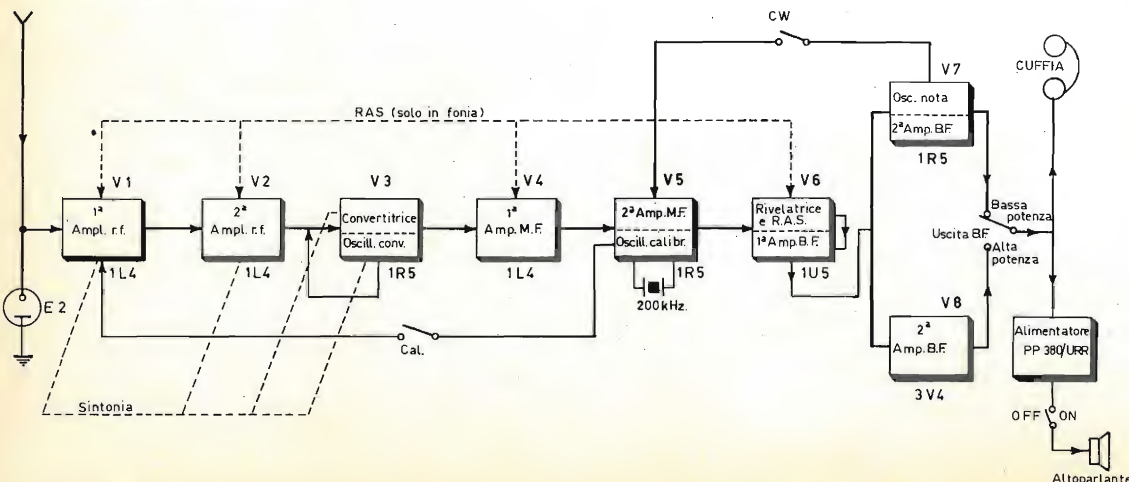 CW
V7
CUFFIA
Osc. nota
2ª Amp. B.F.
1R5
RAS (solo in fonia)
V1
V2
V3
V4
V5
V6
1ª
Ampl. r.f.
2ª
Ampl. r.f.
Convertitrice
Oscill. conv.
1ª
Amp. M.F.
2ª Amp. M.F.
Oscill. calibr.
Rivelatrice
e R.A.S.
1ª Amp. B.F.
Bassa
potenza
Uscita B.F.
Alta
potenza
1L4
1L4
1R5
1L4
1R5
1U5
200 kHz.
E2
Cal.
V8
2ª
Amp. B.F.
3V4
Alimentatore
PP 380/URR
Sintonia
OFF
ON
Altoparlante